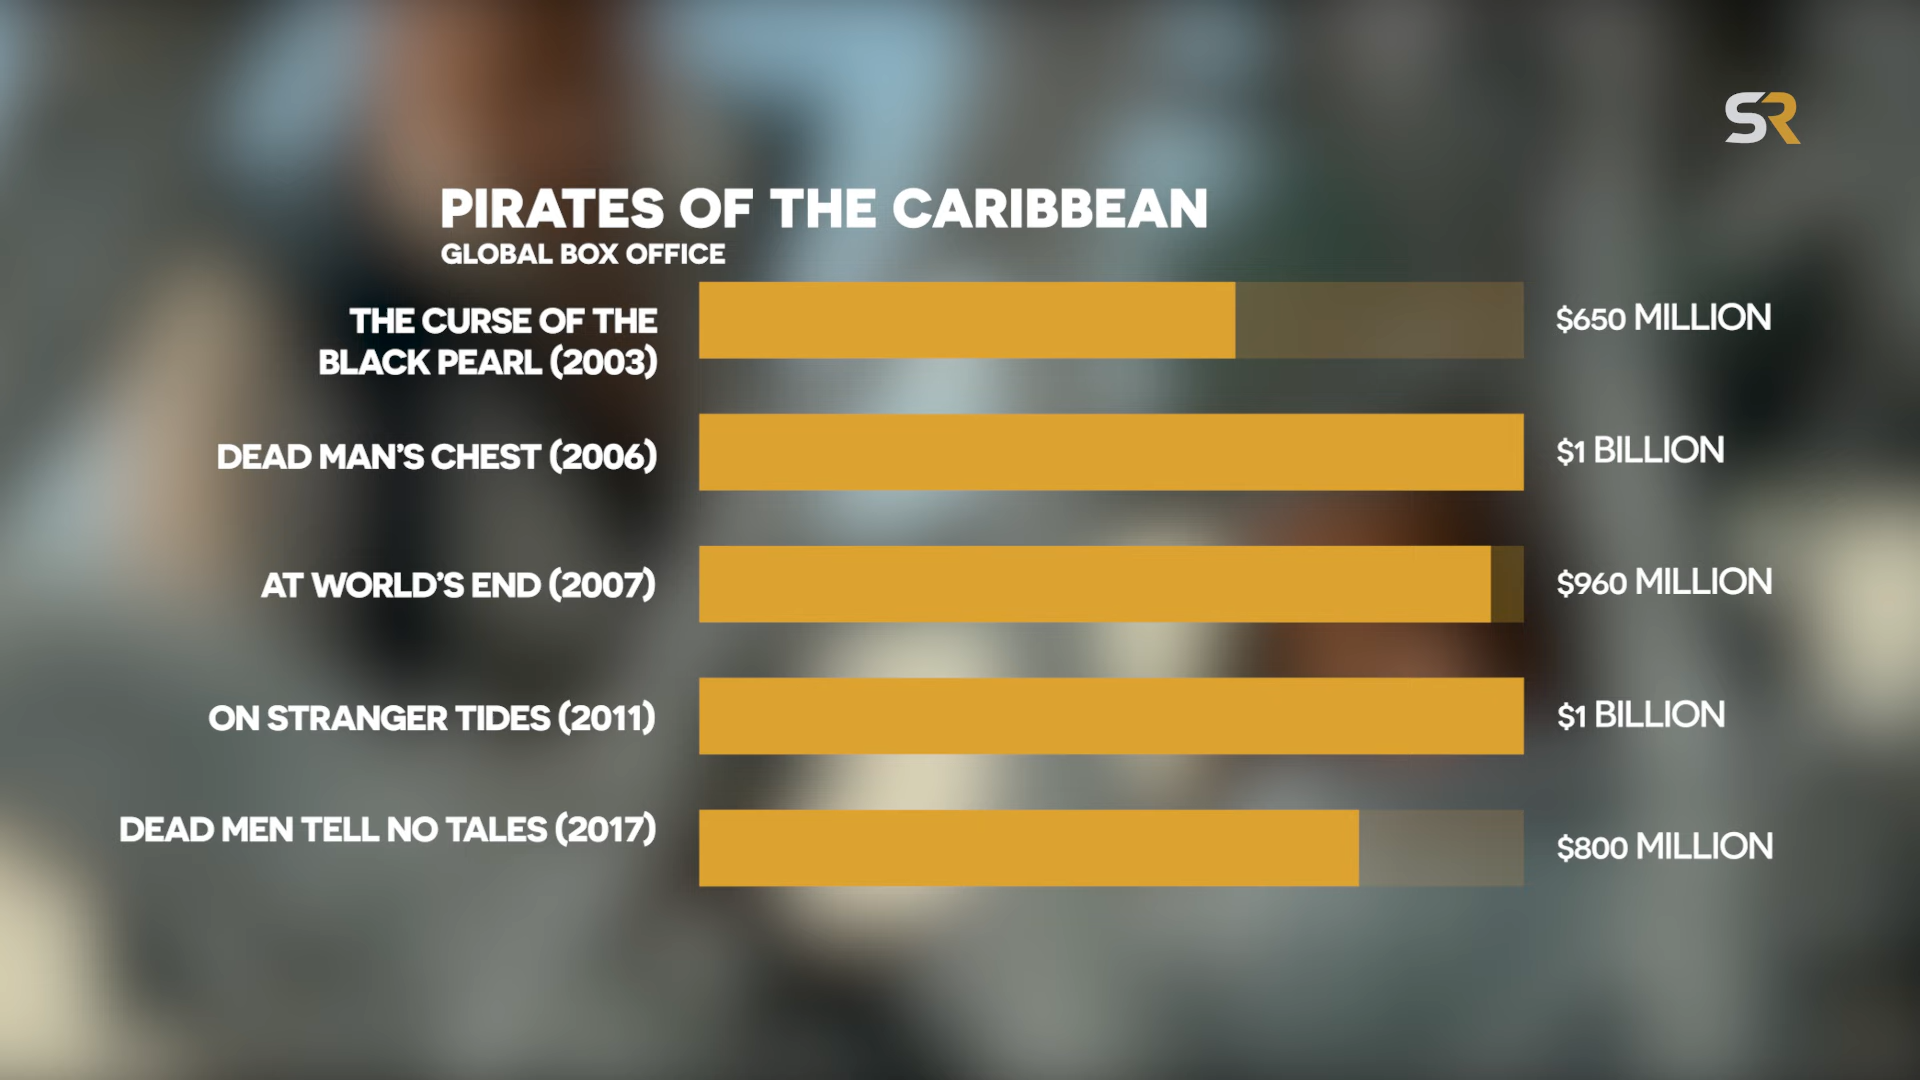 SR
PIRATES OF THE CARIBBEAN
GLOBAL BOX OFFICE
THE CURSE OF THE
BLACK PEARL (2003)
$650 MILLION
DEAD MAN'S CHEST (2006)
$1 BILLION
AT WORLD'S END (2007)
$960 MILLION
ON STRANGER TIDES (2011)
$1 BILLION
DEAD MEN TELL NO TALES (2017)
$800 MILLION